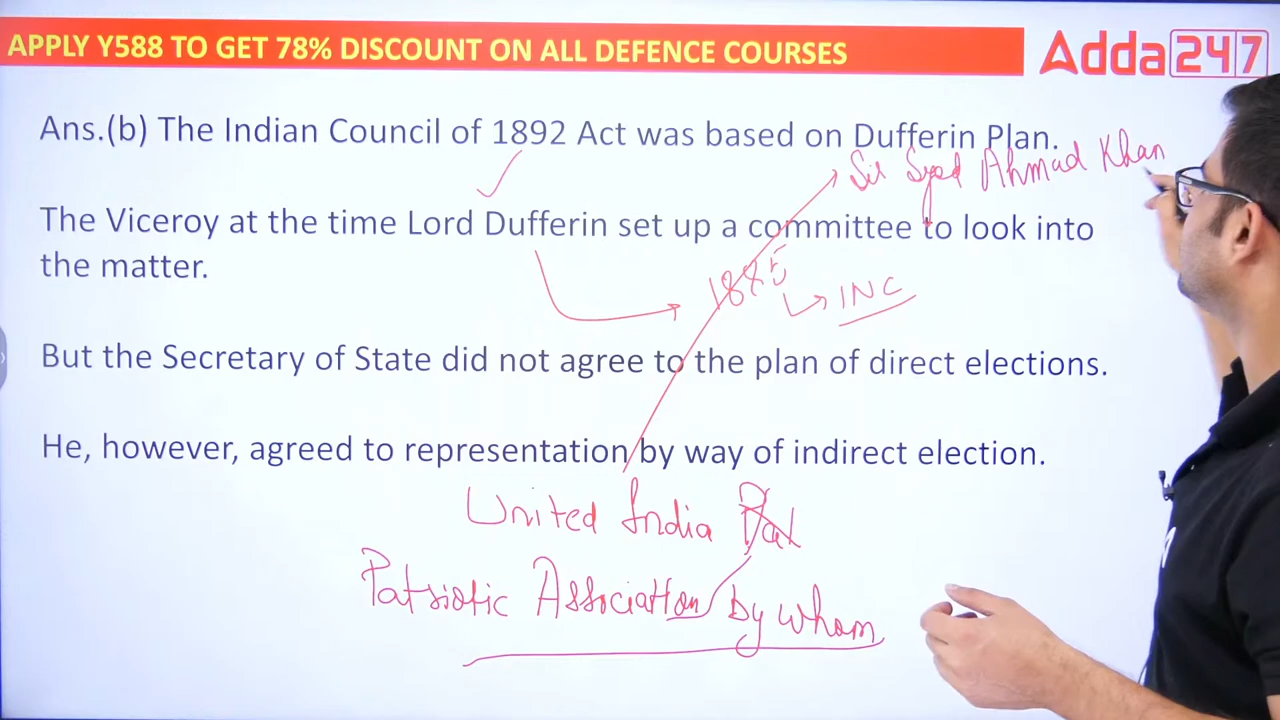 APPLY Y588 TO GET 78% DISCOUNT ON ALL DEFENCE COURSES
Adda 247
Ans.(b) The Indian Council of 1892 Act was based on Dufferin Plan.
Sir Syed Ahmad Khan
The Viceroy at the time Lord Dufferin set up a committee to look into
the matter.
1885
INC
But the Secretary of State did not agree to the plan of direct elections.
He, however, agreed to representation by way of indirect election.
United India
Patriotic Association by whom